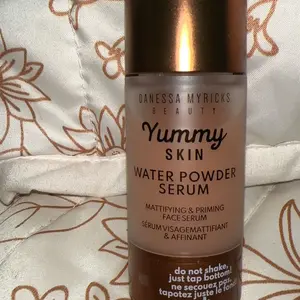 DANESSA MYRICKS
BEAUTY
Yummy
SKIN
WATER POWDER
SERUM
MATTIFYING & PRIMING
FACE SERUM
SÉRUM VISAGE MATTIFIANT
& AFFINANT
do not shake,
just tap bottom!
ne secouez pas,
tapotez juste le fond!